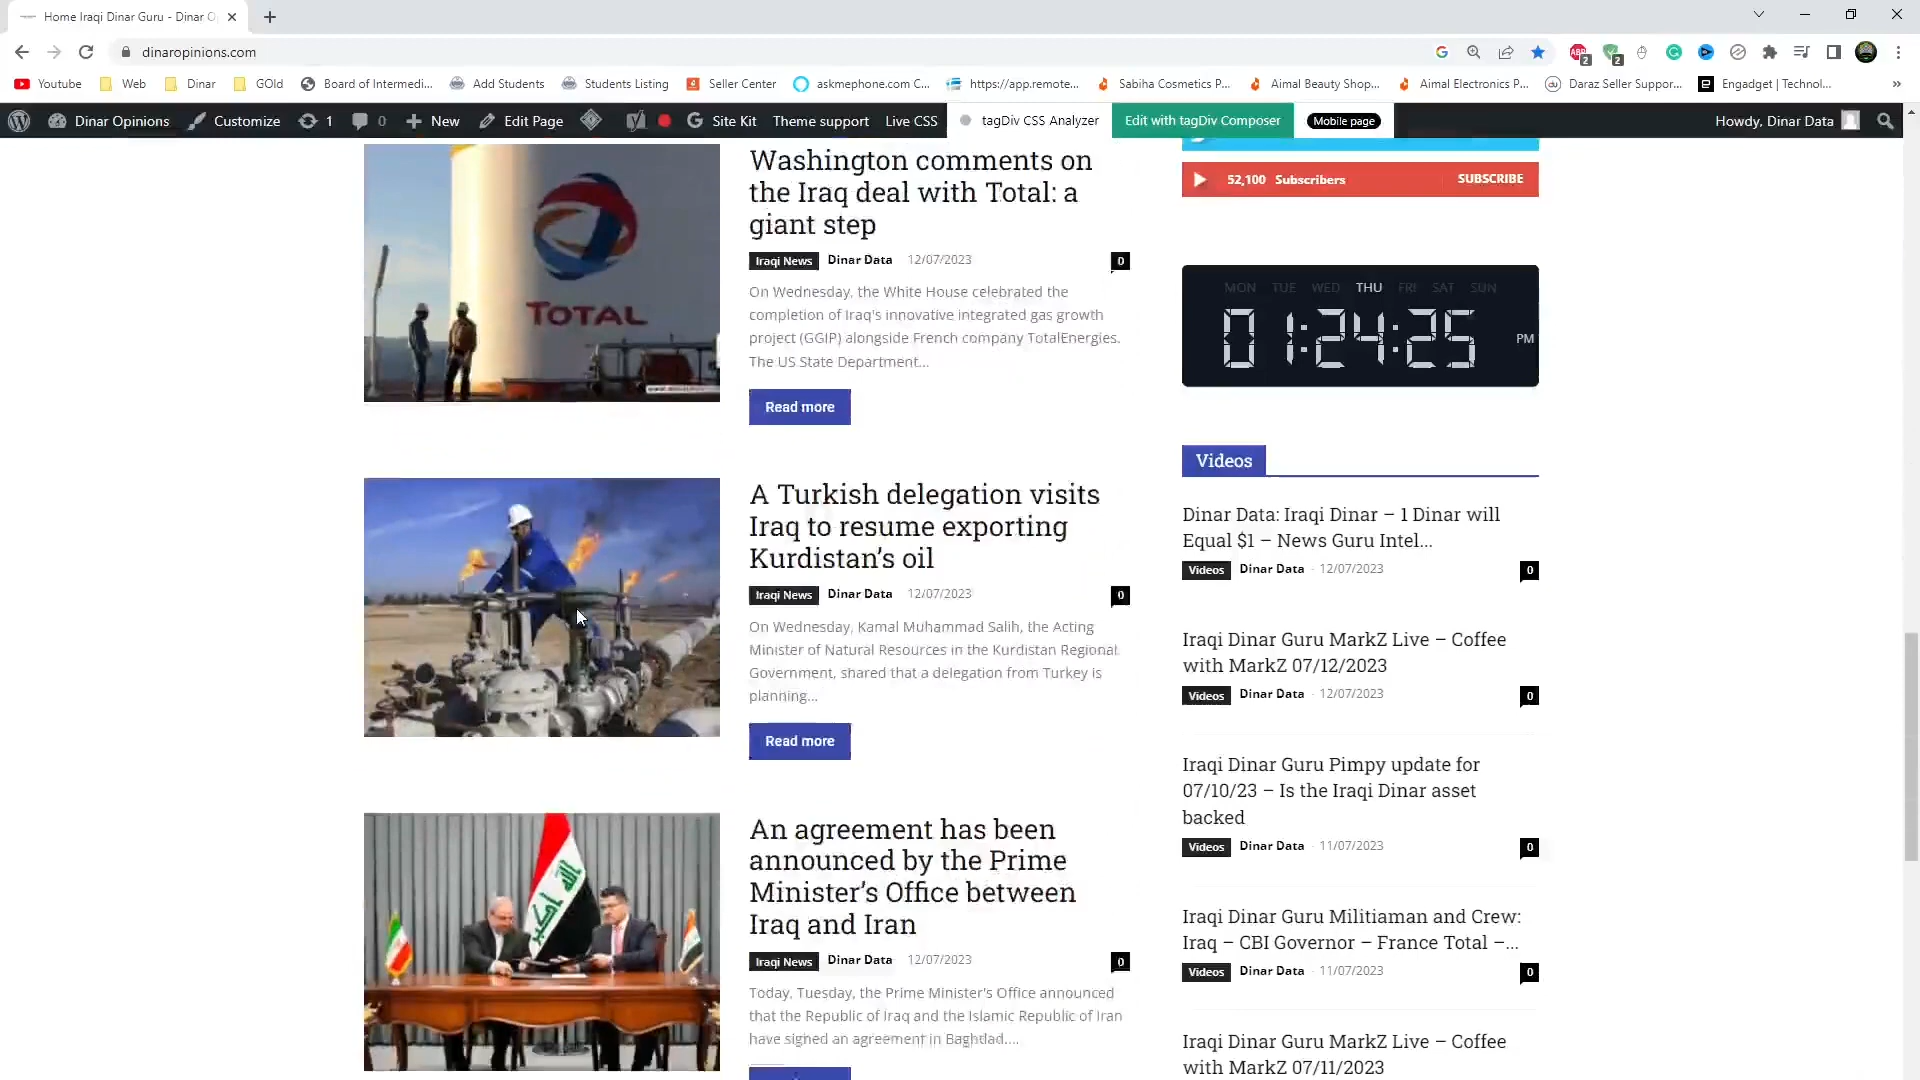 Home Iraqi Dinar Guru - Dinar O
dinaropinions.com
Youtube
Web
Dinar
GOld
Board of Intermedi...
Add Students
Students Listing
Seller Center
askmephone.com C...
https://app.remote...
Sabiha Cosmetics P...
Aimal Beauty Shop...
Aimal Electronics P...
Daraz Seller Suppor...
Engadget | Technol...
»
Dinar Opinions
Customize
1
0
New
Edit Page
Site Kit
Theme support
Live CSS
tagDiv CSS Analyzer
Edit with tagDiv Composer
Mobile page
Howdy, Dinar Data
TOTAL
Washington comments on
the Iraq deal with Total: a
giant step
Iraqi News Dinar Data 12/07/2023 0
On Wednesday, the White House celebrated the
completion of Iraq's innovative integrated gas growth
project (GGIP) alongside French company TotalEnergies.
The US State Department...
Read more
A Turkish delegation visits
Iraq to resume exporting
Kurdistan’s oil
Iraqi News Dinar Data 12/07/2023 0
On Wednesday, Kamal Muhammad Salih, the Acting
Minister of Natural Resources in the Kurdistan Regional
Government, shared that a delegation from Turkey is
planning...
Read more
An agreement has been
announced by the Prime
Minister’s Office between
Iraq and Iran
Iraqi News Dinar Data 12/07/2023 0
Today, Tuesday, the Prime Minister's Office announced
that the Republic of Iraq and the Islamic Republic of Iran
have signed an agreement in Baghdad....
52,100 Subscribers SUBSCRIBE
MON TUE WED THU FRI SAT SUN
01:24:25 PM
Videos
Dinar Data: Iraqi Dinar – 1 Dinar will
Equal $1 – News Guru Intel...
Videos Dinar Data - 12/07/2023 0
Iraqi Dinar Guru MarkZ Live – Coffee
with MarkZ 07/12/2023
Videos Dinar Data - 12/07/2023 0
Iraqi Dinar Guru Pimpy update for
07/10/23 – Is the Iraqi Dinar asset
backed
Videos Dinar Data - 11/07/2023 0
Iraqi Dinar Guru Militiaman and Crew:
Iraq – CBI Governor – France Total –...
Videos Dinar Data - 11/07/2023 0
Iraqi Dinar Guru MarkZ Live – Coffee
with MarkZ 07/11/2023